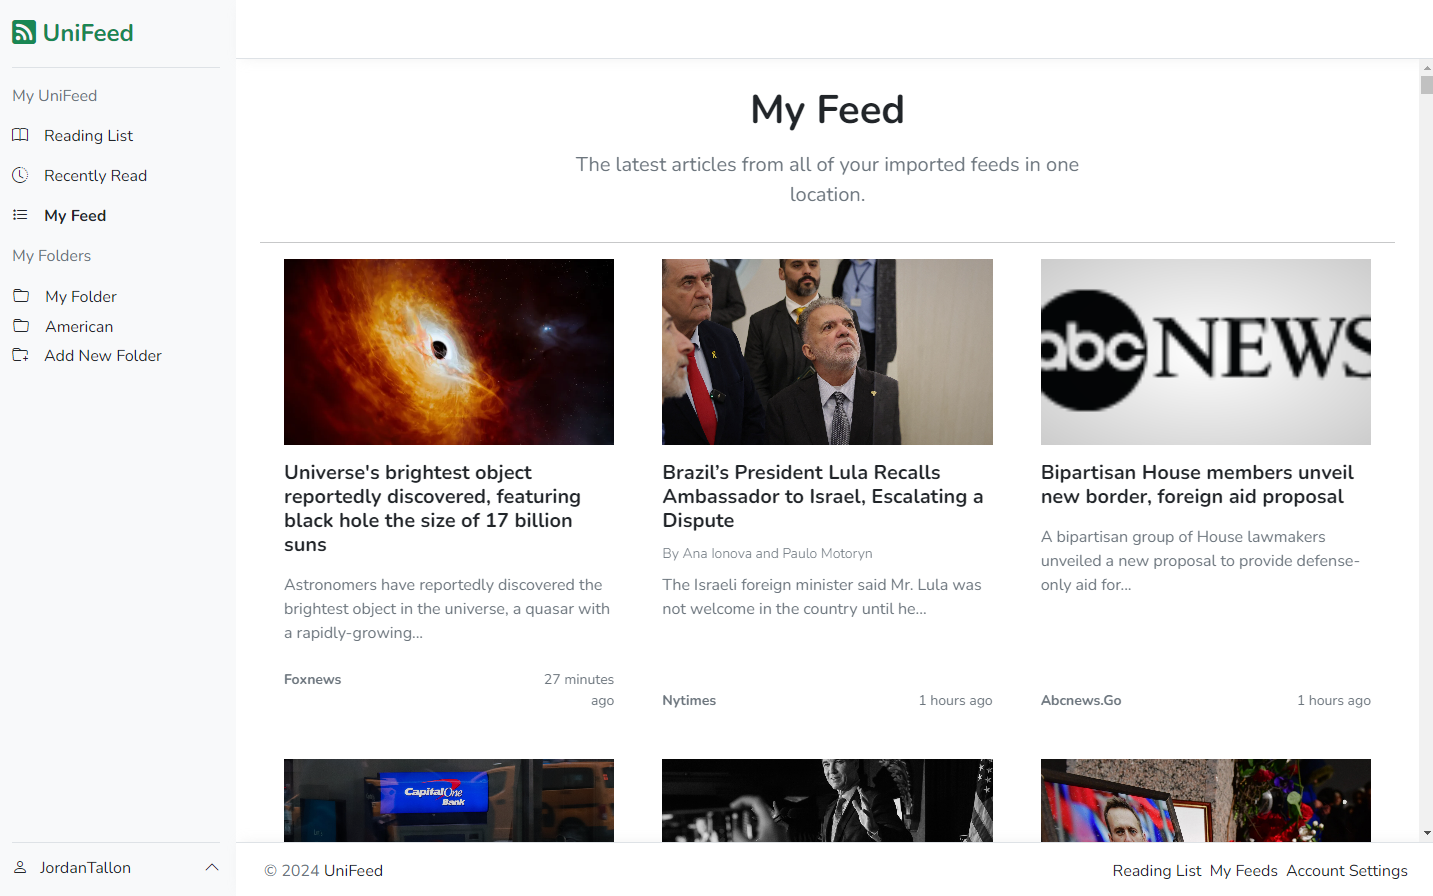 UniFeed
My UniFeed
Reading List
Recently Read
My Feed
My Folders
My Folder
American
Add New Folder
JordanTallon
My Feed
The latest articles from all of your imported feeds in one
location.
abc NEWS
Universe's brightest object
reportedly discovered, featuring
black hole the size of 17 billion
suns
Astronomers have reportedly discovered the
brightest object in the universe, a quasar with
a rapidly-growing...
Foxnews
27 minutes
ago
Brazil’s President Lula Recalls
Ambassador to Israel, Escalating a
Dispute
By Ana Ionova and Paulo Motoryn
The Israeli foreign minister said Mr. Lula was
not welcome in the country until he...
Nytimes
1 hours ago
Bipartisan House members unveil
new border, foreign aid proposal
A bipartisan group of House lawmakers
unveiled a new proposal to provide defense-
only aid for...
Abcnews.Go
1 hours ago
CapitalOne
Bank
© 2024 UniFeed
Reading List My Feeds Account Settings